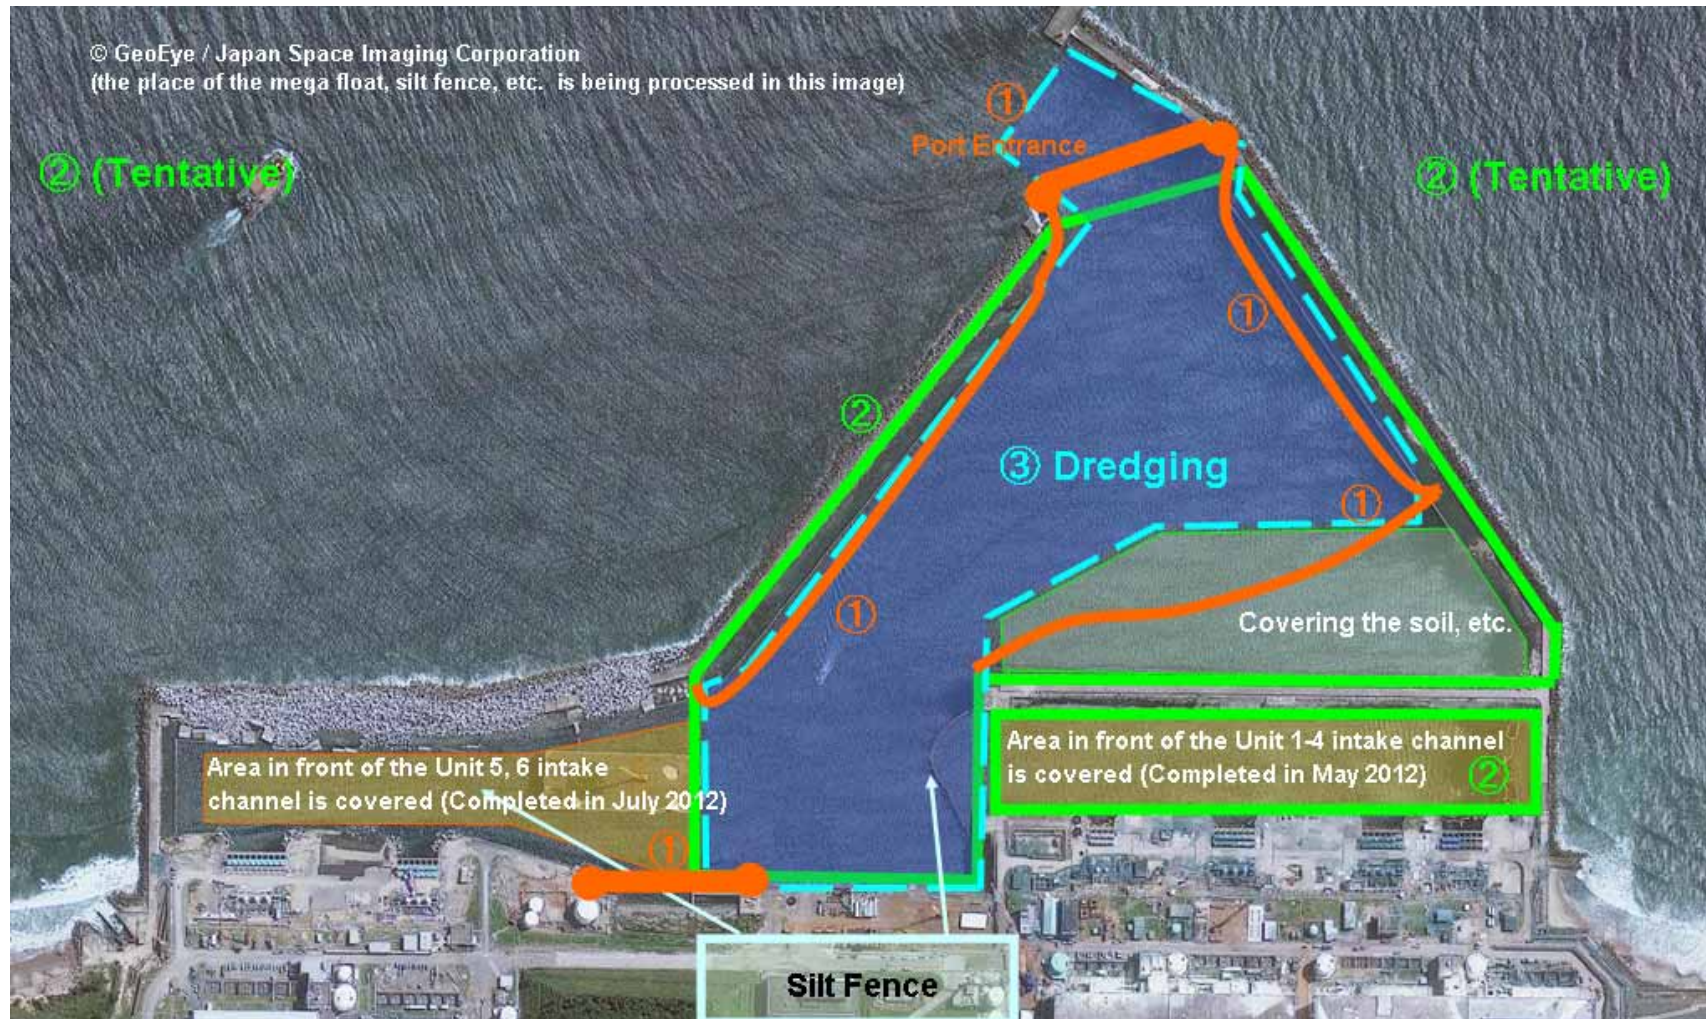 © GeoEye / Japan Space Imaging Corporation
(the place of the mega float, silt fence, etc. is being processed in this image)
② (Tentative)
①
Port Entrance
② (Tentative)
①
②
③ Dredging
①
①
Covering the soil, etc.
Area in front of the Unit 5, 6 intake
channel is covered (Completed in July 2012)
①
Area in front of the Unit 1-4 intake channel
is covered (Completed in May 2012)
②
Silt Fence